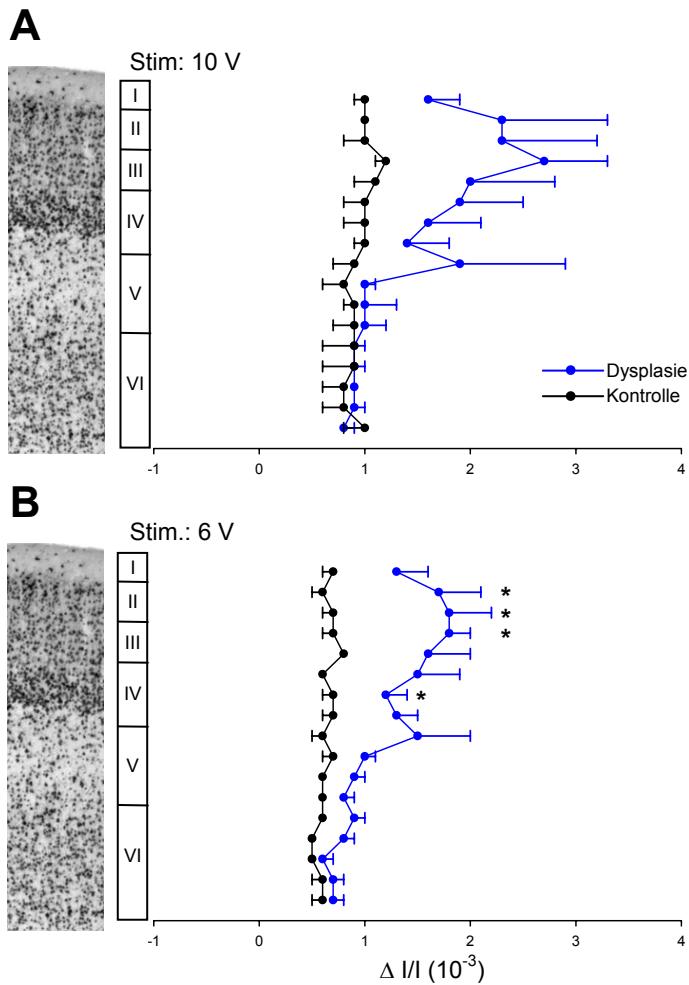 A
Stim: 10 V
I
II
III
IV
V
VI
Dysplasie
Kontrolle
-1 0 1 2 3 4
B
Stim.: 6 V
I
II *
*
III *
IV *
V
VI
-1 0 1 2 3 4
Δ I/I (10⁻³)